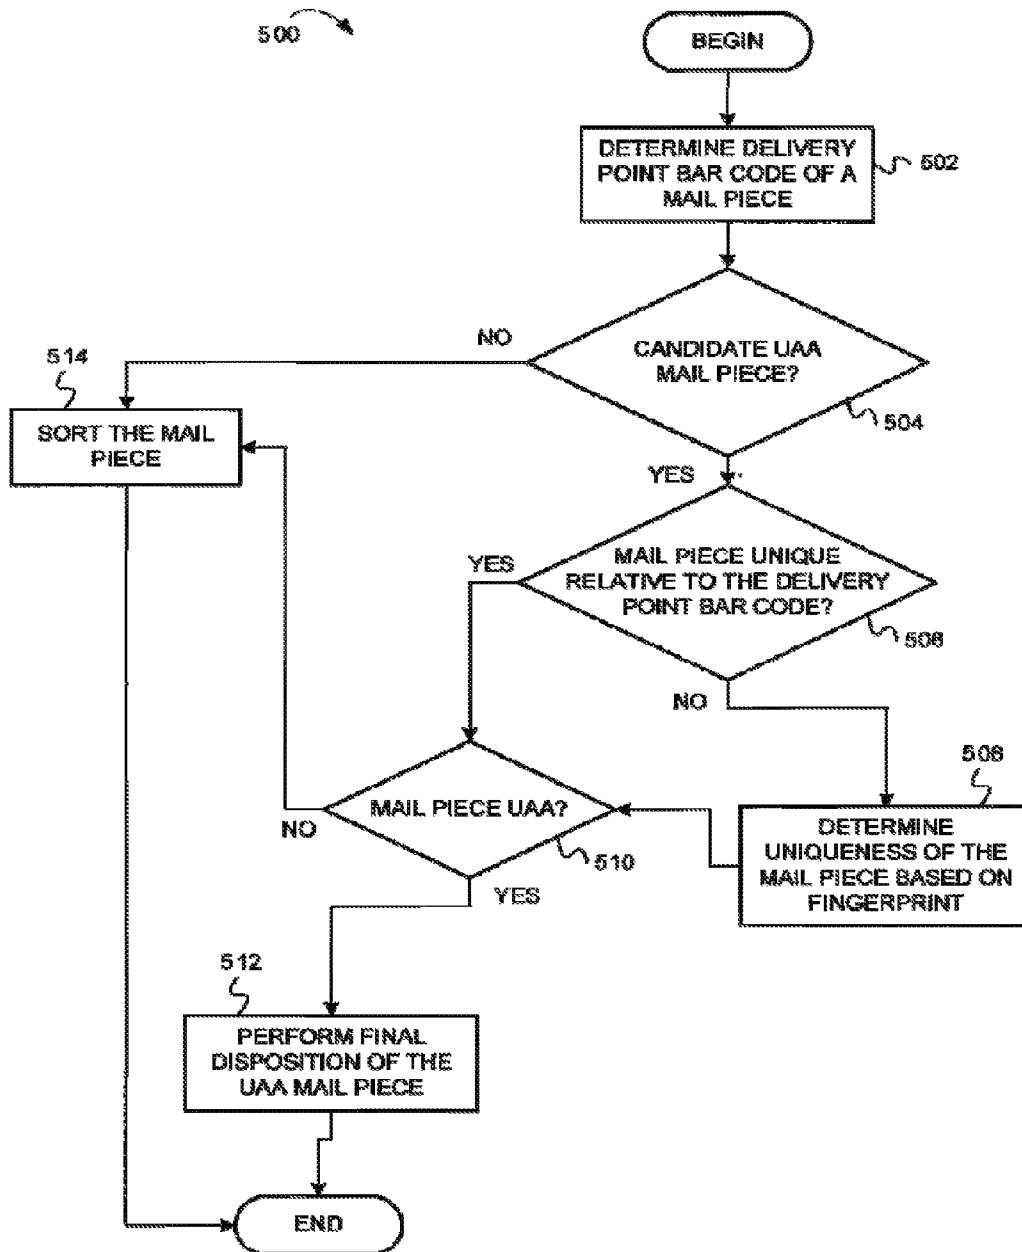 500
BEGIN
DETERMINE DELIVERY
POINT BAR CODE OF A
MAIL PIECE
502
CANDIDATE UAA
MAIL PIECE?
504
NO
YES
514
SORT THE MAIL
PIECE
MAIL PIECE UNIQUE
RELATIVE TO THE DELIVERY
POINT BAR CODE?
506
YES
NO
508
DETERMINE
UNIQUENESS OF THE
MAIL PIECE BASED ON
FINGERPRINT
MAIL PIECE UAA?
510
NO
YES
512
PERFORM FINAL
DISPOSITION OF THE
UAA MAIL PIECE
END